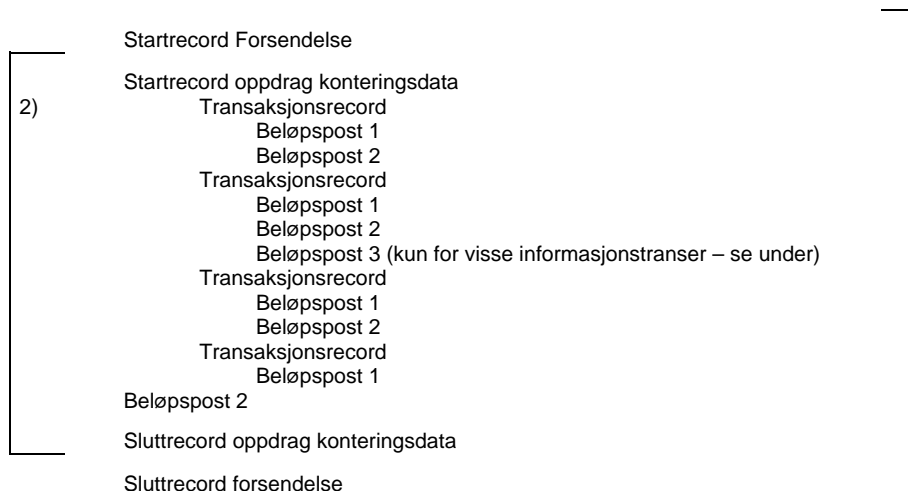 Startrecord Forsendelse
Startrecord oppdrag konteringsdata
2) Transaksjonsrecord
Beløpspost 1
Beløpspost 2
Transaksjonsrecord
Beløpspost 1
Beløpspost 2
Beløpspost 3 (kun for visse informasjonstranser – se under)
Transaksjonsrecord
Beløpspost 1
Beløpspost 2
Transaksjonsrecord
Beløpspost 1
Beløpspost 2
Sluttrecord oppdrag konteringsdata
Sluttrecord forsendelse